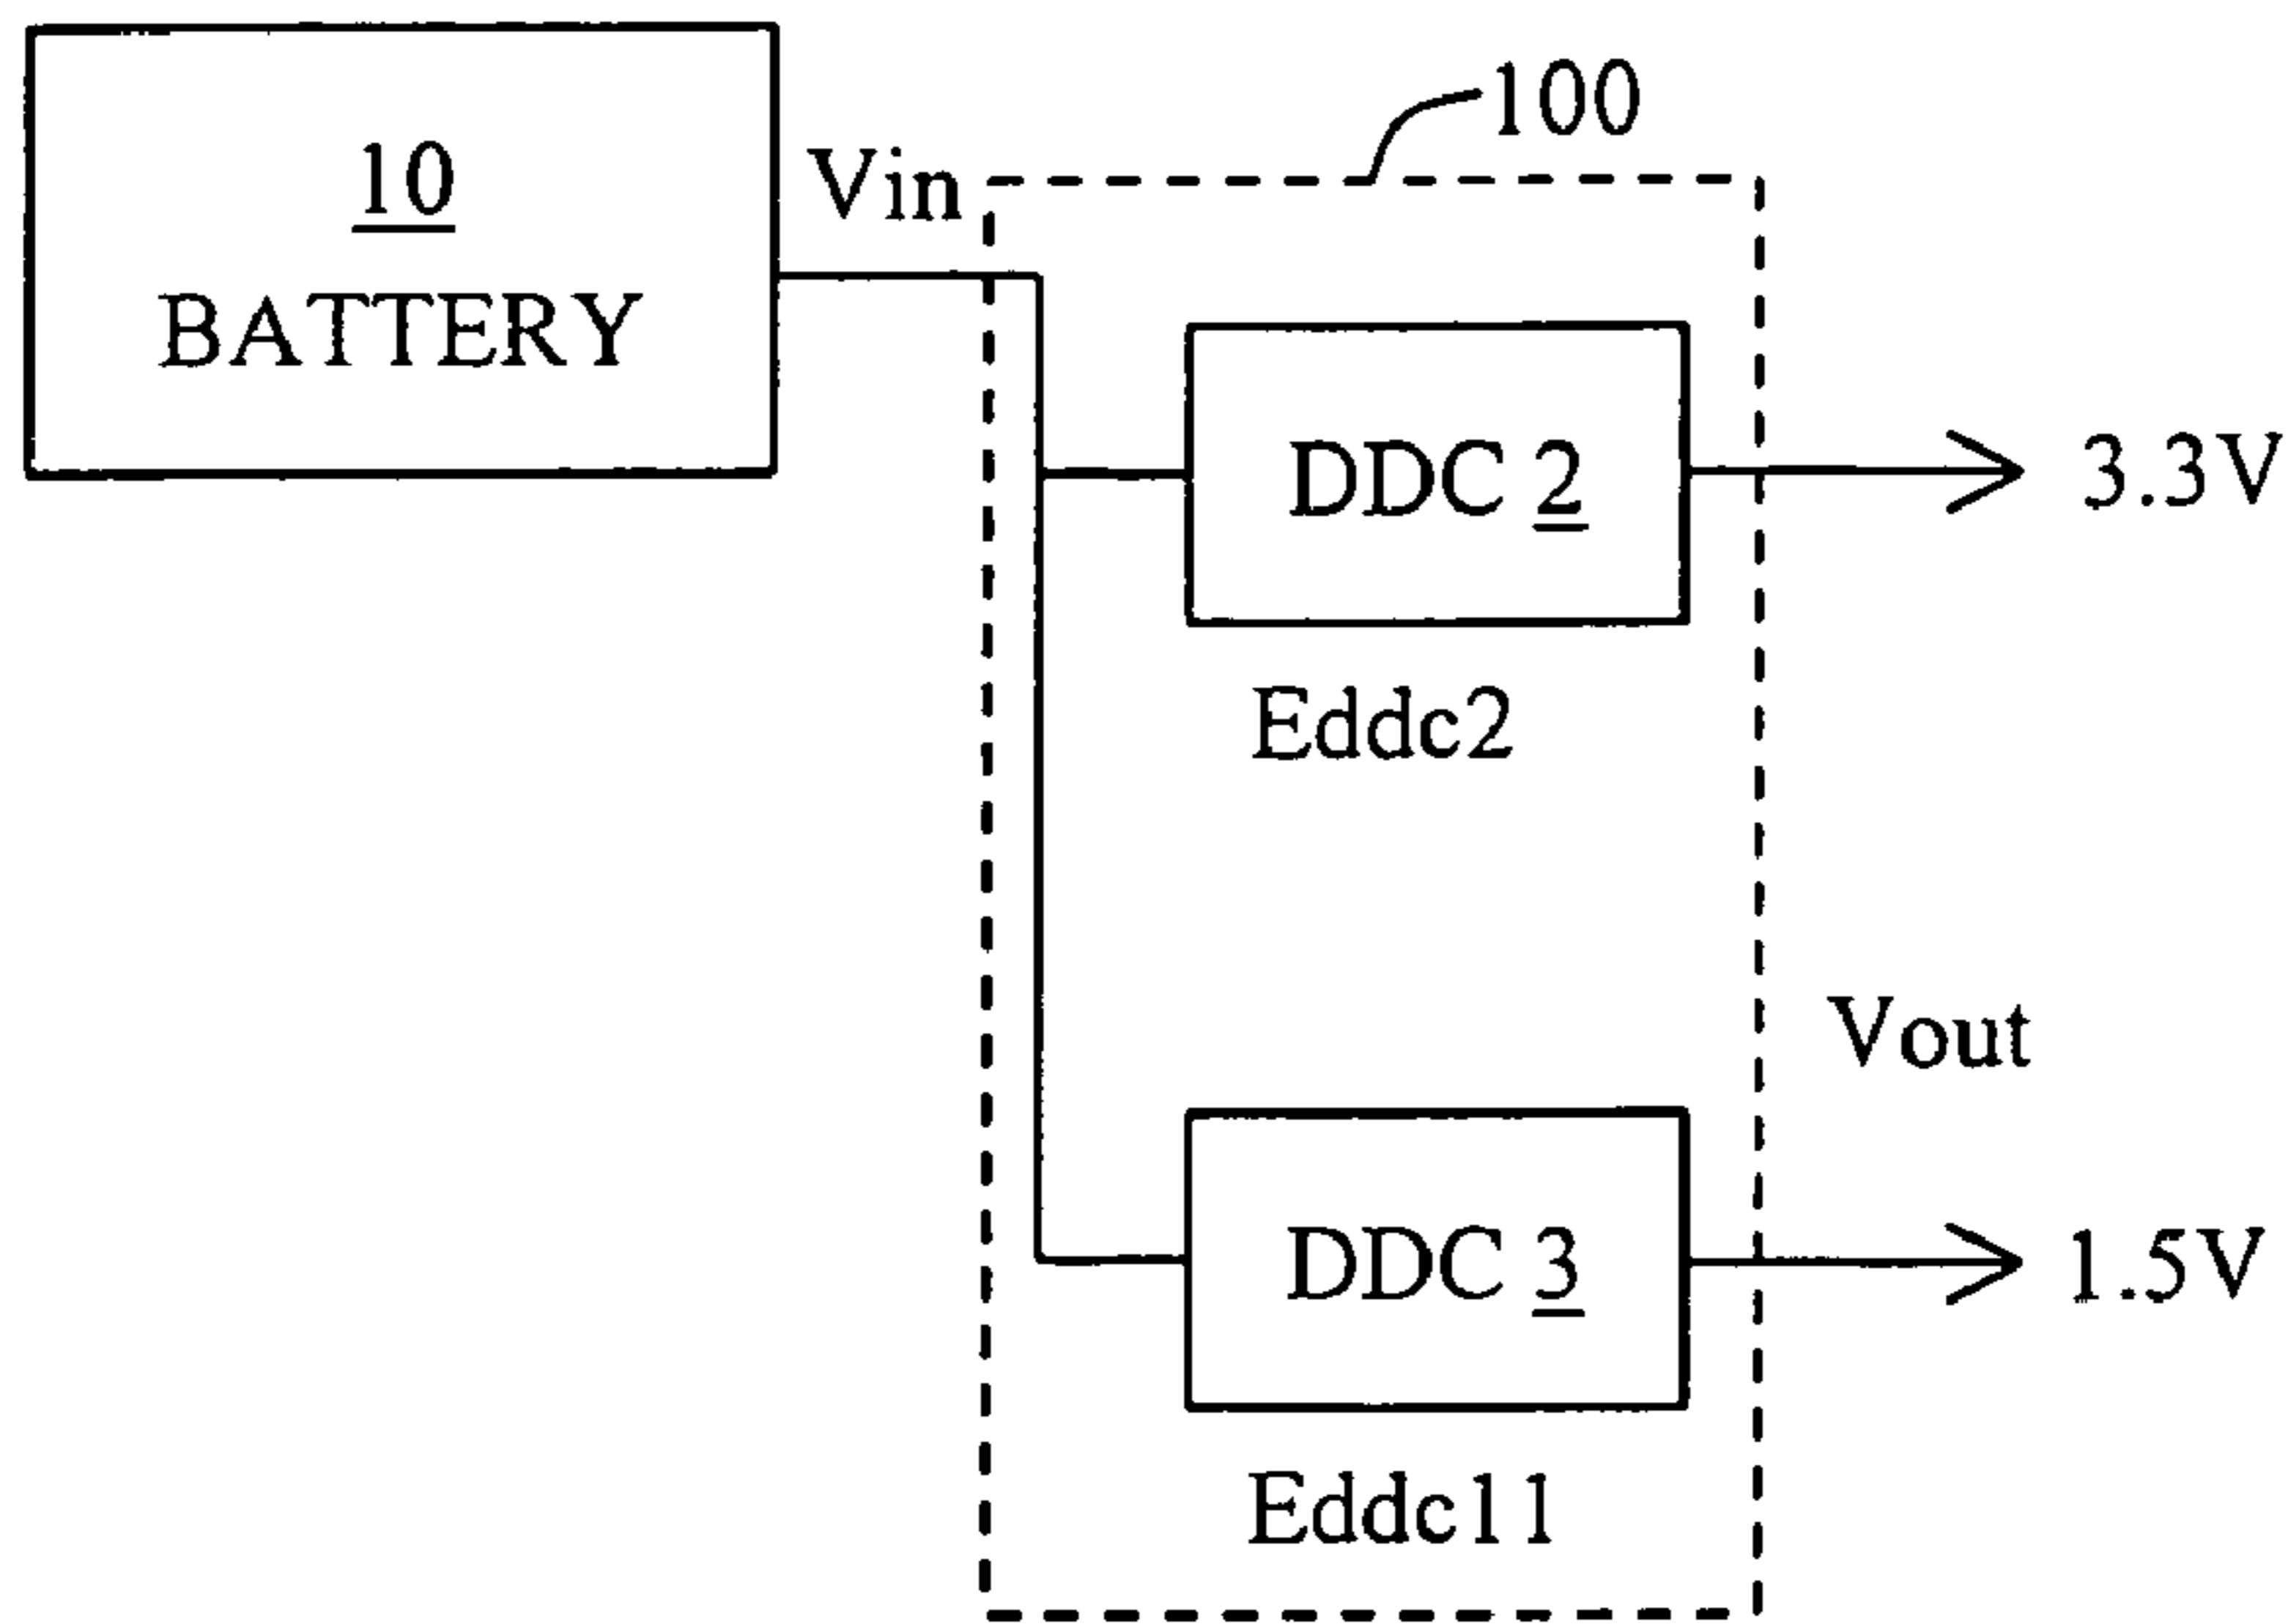 100
10
BATTERY
Vin
DDC 2
3.3V
Eddc2
Vout
DDC 3
1.5V
Eddc11